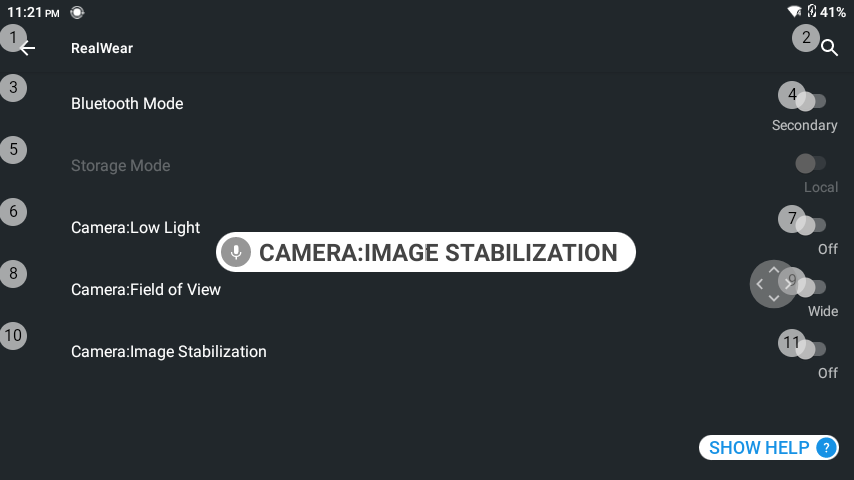 11:21 PM 41%
1 RealWear 2
3 Bluetooth Mode 4
Secondary
5 Storage Mode
Local
6 Camera:Low Light 7
Off
CAMERA:IMAGE STABILIZATION
8 Camera:Field of View 9
Wide
10 Camera:Image Stabilization 11
Off
SHOW HELP ?